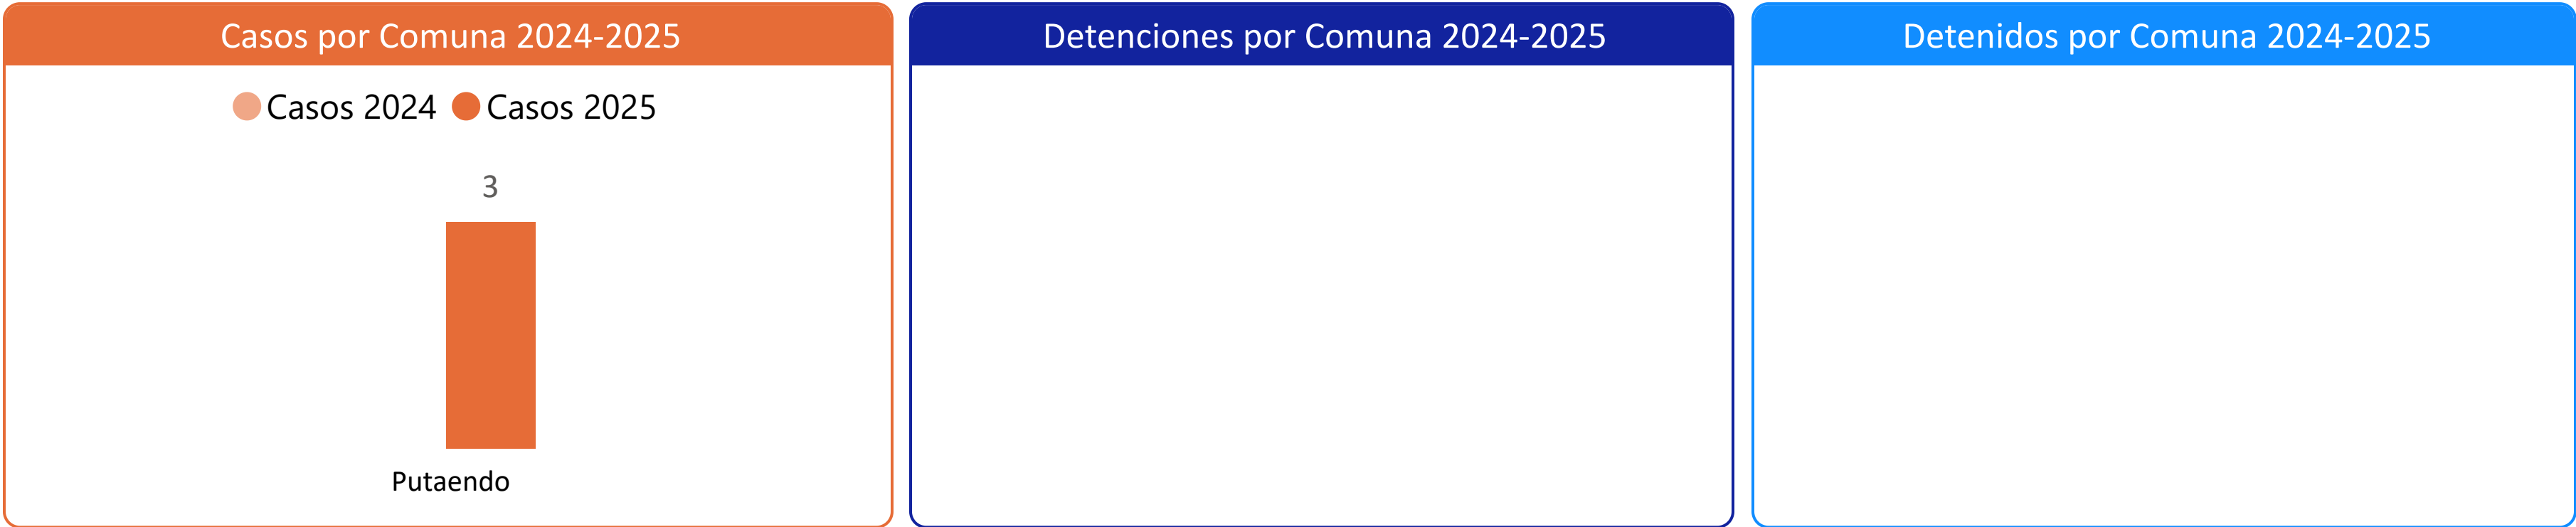 Casos por Comuna 2024-2025
Casos 2024 Casos 2025
3
Putaendo
Detenciones por Comuna 2024-2025
Detenidos por Comuna 2024-2025